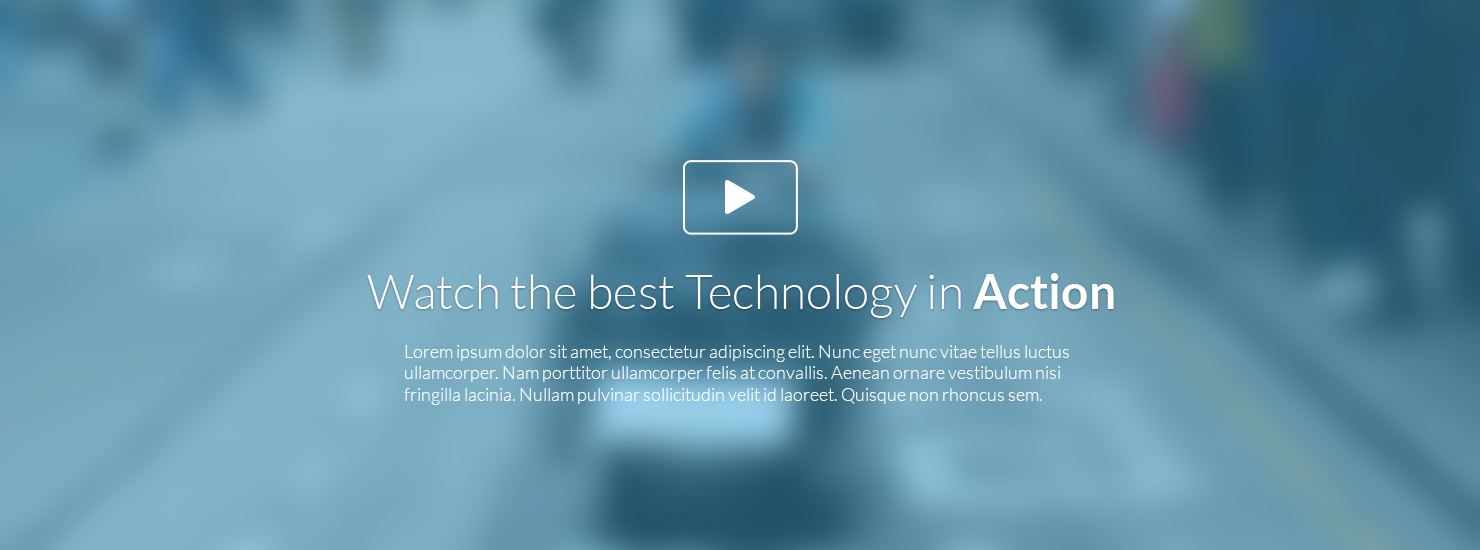 Watch the best Technology in Action
Lorem ipsum dolor sit amet, consectetur adipiscing elit. Nunc eget nunc vitae tellus luctus
ullamcorper. Nam porttitor ullamcorper felis at convallis. Aenean ornare vestibulum nisi
fringilla lacinia. Nullam pulvinar sollicitudin velit id laoreet. Quisque non rhoncus sem.